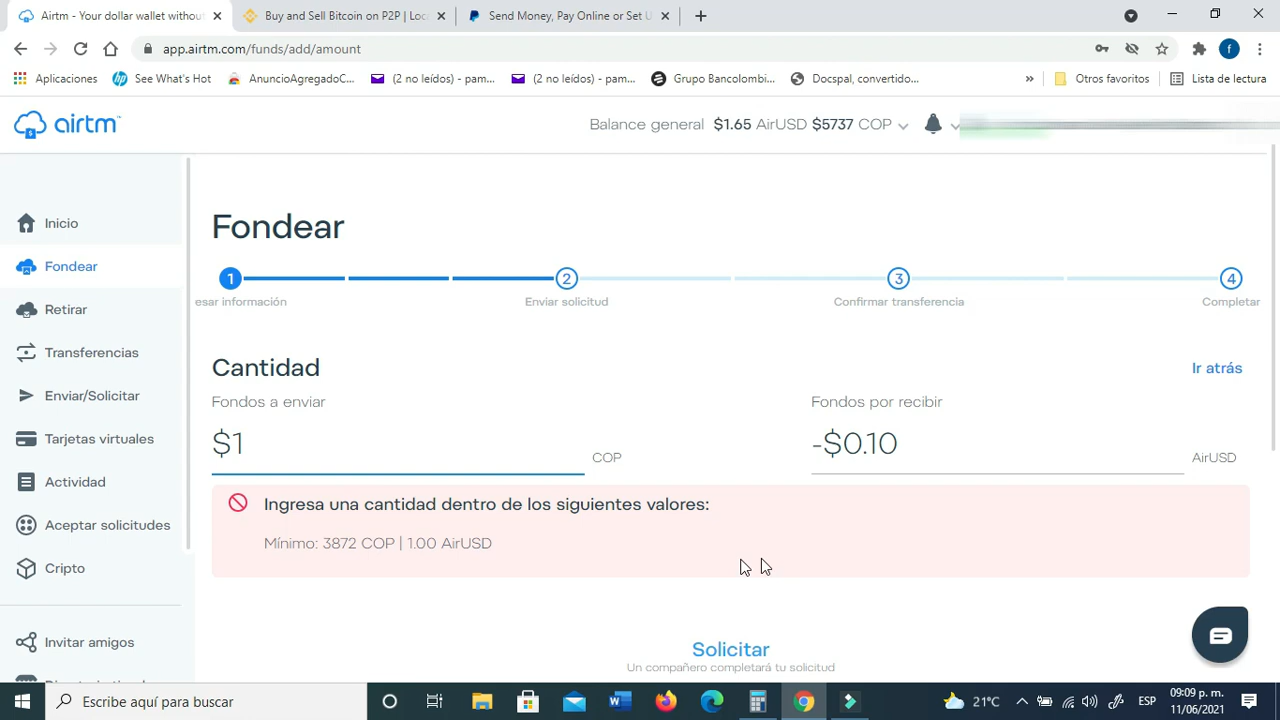 Airtm - Your dollar wallet without
Buy and Sell Bitcoin on P2P | Loc
Send Money, Pay Online or Set U
app.airtm.com/funds/add/amount
f
Aplicaciones
See What's Hot
AnuncioAgregadoC...
(2 no leídos) - pam...
(2 no leídos) - pam...
Grupo Bancolombi...
Docspal, convertido...
»
Otros favoritos
Lista de lectura
airtm
Balance general $1.65 AirUSD $5737 COP
Inicio
Fondear
Retirar
Transferencias
Enviar/Solicitar
Tarjetas virtuales
Actividad
Aceptar solicitudes
Cripto
Invitar amigos
Fondear
1
2
3
4
esar información
Enviar solicitud
Confirmar transferencia
Completar
Cantidad
Ir atrás
Fondos a enviar
Fondos por recibir
$1
COP
-$0.10
AirUSD
Ingresa una cantidad dentro de los siguientes valores:
Mínimo: 3872 COP | 1.00 AirUSD
Solicitar
Un compañero completará tu solicitud
Escribe aquí para buscar
21°C
ESP
09:09 p. m.
11/06/2021